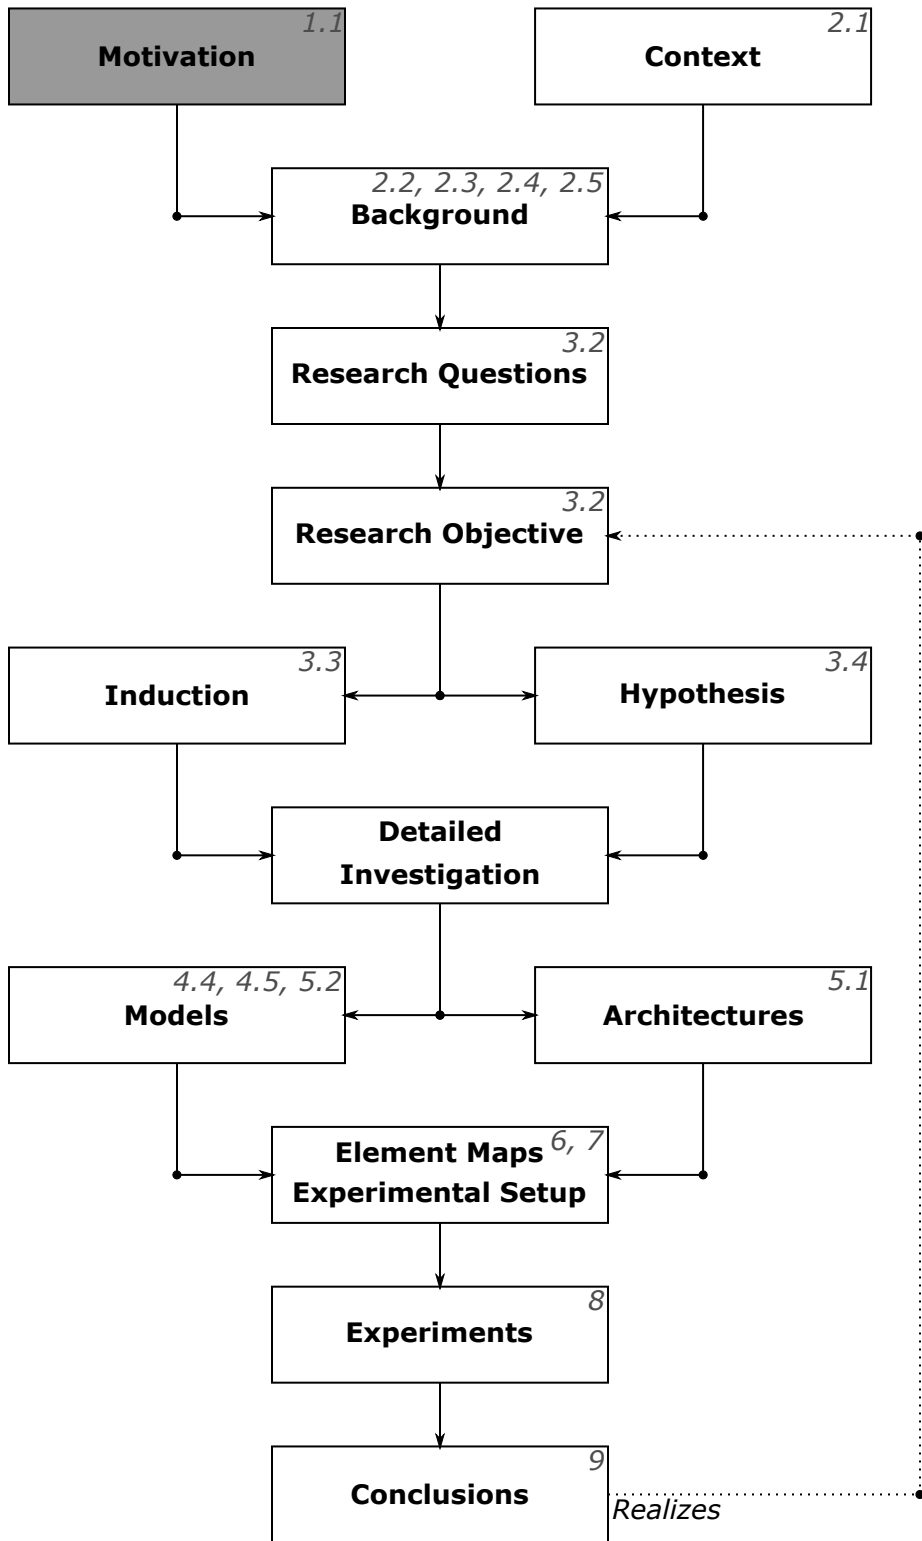 1.1
Motivation
2.1
Context
2.2, 2.3, 2.4, 2.5
Background
3.2
Research Questions
3.2
Research Objective
3.3
Induction
3.4
Hypothesis
Detailed
Investigation
4.4, 4.5, 5.2
Models
5.1
Architectures
6, 7
Element Maps
Experimental Setup
8
Experiments
9
Conclusions
Realizes